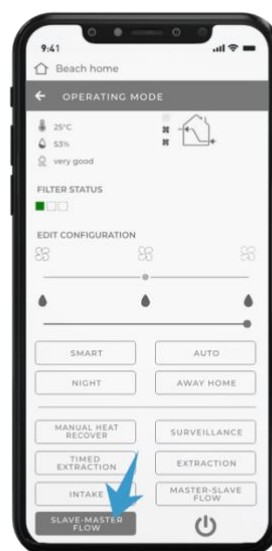 9:41
Beach home
OPERATING MODE
25°C
53%
very good
FILTER STATUS
EDIT CONFIGURATION
SMART
AUTO
NIGHT
AWAY HOME
MANUAL HEAT
RECOVER
SURVEILLANCE
TIMED
EXTRACTION
EXTRACTION
INTAKE
MASTER-SLAVE
FLOW
SLAVE-MASTER
FLOW